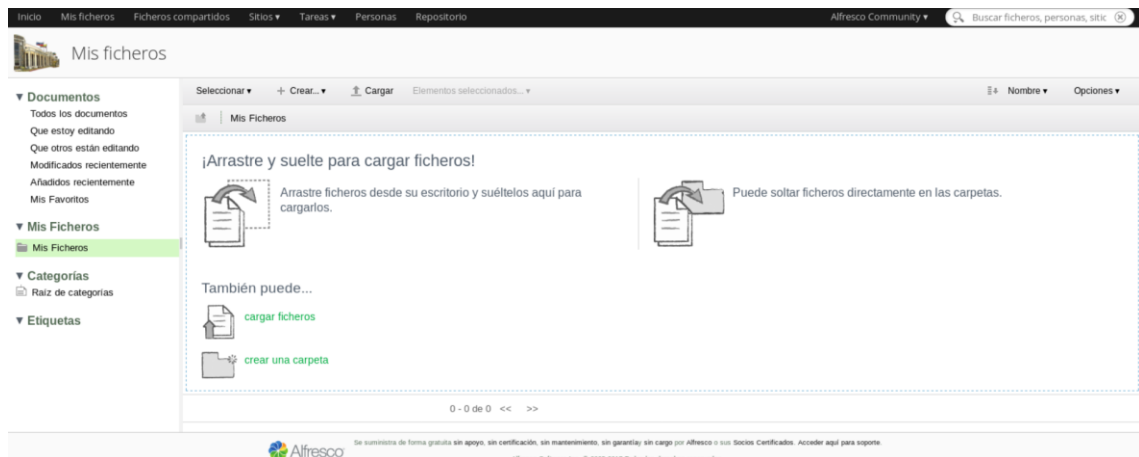 Inicio Mis ficheros Ficheros compartidos Sitios Tareas Personas Repositorio Alfresco Community Buscar ficheros, personas, sitic
Mis ficheros
Documentos
Todos los documentos
Que estoy editando
Que otros están editando
Modificados recientemente
Añadidos recientemente
Mis Favoritos
Mis Ficheros
Mis Ficheros
Categorías
Raíz de categorías
Etiquetas
Seleccionar + Crear... Cargar Elementos seleccionados... Nombre Opciones
Mis Ficheros
¡Arrastre y suelte para cargar ficheros!
Arrastre ficheros desde su escritorio y suéltelos aquí para
cargarlos.
Puede soltar ficheros directamente en las carpetas.
También puede...
cargar ficheros
crear una carpeta
0 - 0 de 0 << >>
Alfresco
Se suministra de forma gratuita sin apoyo, sin certificación, sin mantenimiento, sin garantíay sin cargo por Alfresco o sus Socios Certificados. Acceder aquí para soporte.